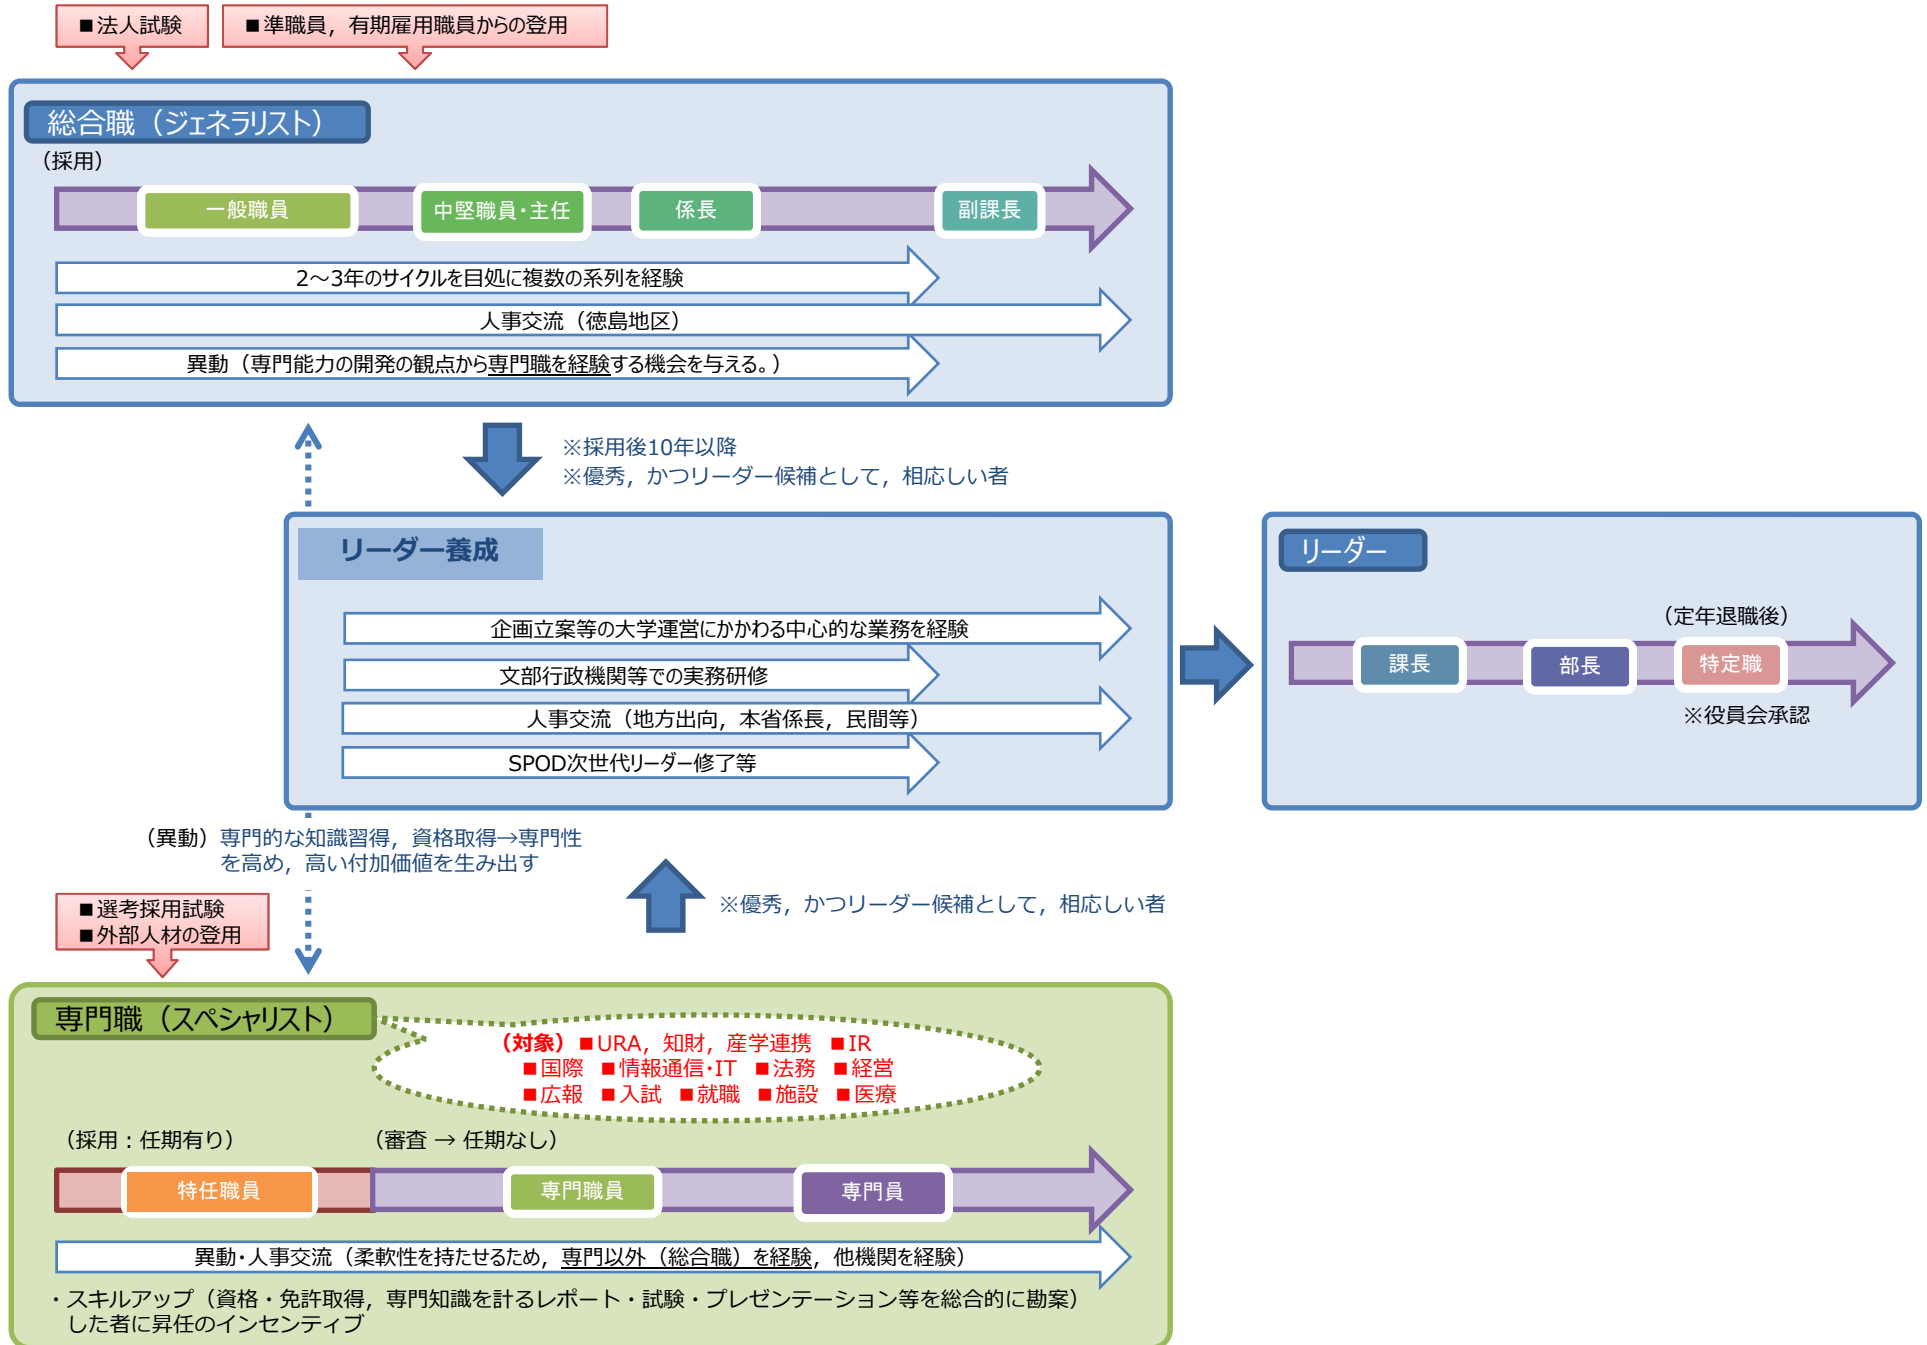 ■法人試験
■準職員，有期雇用職員からの登用
総合職（ジェネラリスト）
（採用）
一般職員
中堅職員・主任
係長
副課長
2～3年のサイクルを目処に複数の系列を経験
人事交流（徳島地区）
異動（専門能力の開発の観点から専門職を経験する機会を与える。）
※採用後10年以降
※優秀，かつリーダー候補として，相応しい者
リーダー養成
企画立案等の大学運営にかかわる中心的な業務を経験
文部行政機関等での実務研修
人事交流（地方出向，本省係長，民間等）
SPOD次世代リーダー修了等
リーダー
（定年退職後）
課長
部長
特定職
※役員会承認
（異動）専門的な知識習得，資格取得→専門性
を高め，高い付加価値を生み出す
■選考採用試験
■外部人材の登用
※優秀，かつリーダー候補として，相応しい者
専門職（スペシャリスト）
（対象）■URA，知財，産学連携 ■IR
■国際 ■情報通信・IT ■法務 ■経営
■広報 ■入試 ■就職 ■施設 ■医療
（採用：任期有り）
（審査 → 任期なし）
特任職員
専門職員
専門員
異動・人事交流（柔軟性を持たせるため，専門以外（総合職）を経験，他機関を経験）
・スキルアップ（資格・免許取得，専門知識を計るレポート・試験・プレゼンテーション等を総合的に勘案）
した者に昇任のインセンティブ